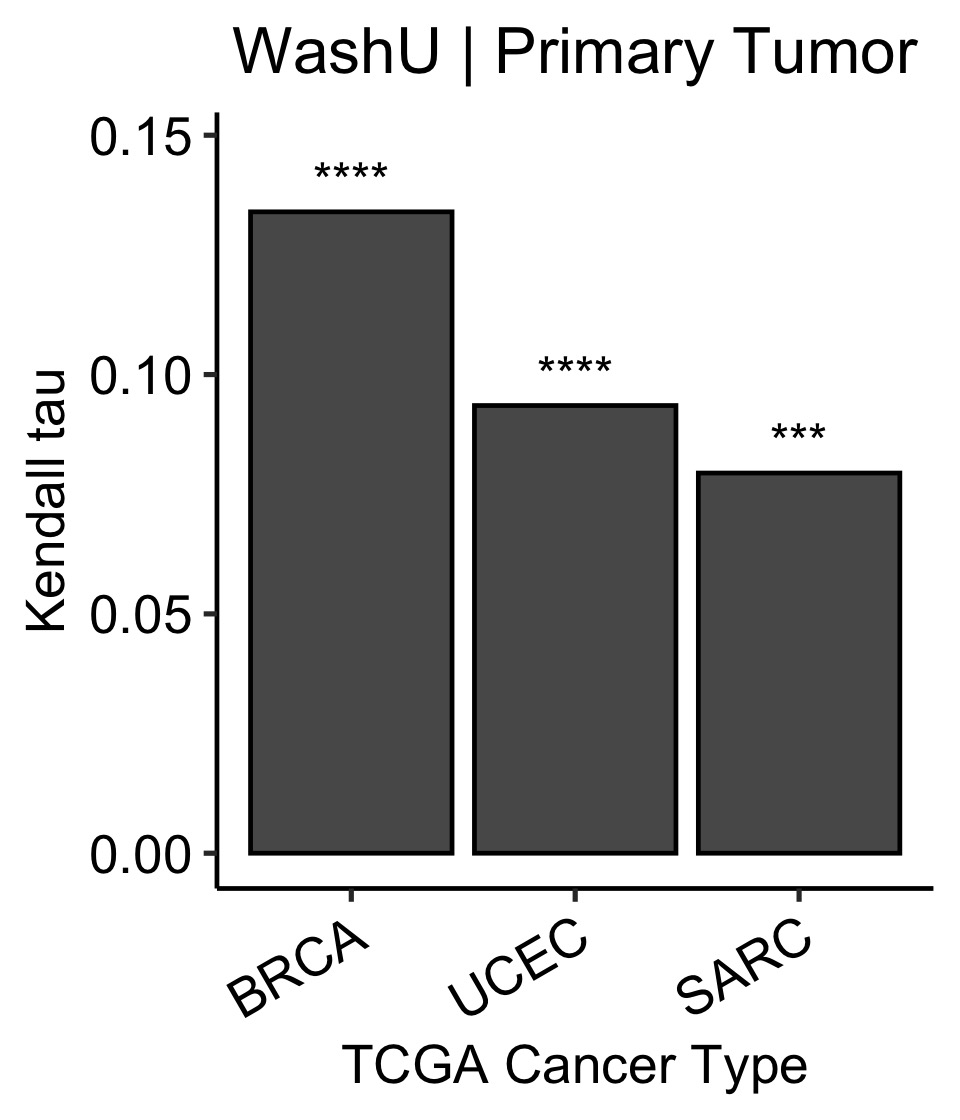 WashU | Primary Tumor
0.15
0.10
0.05
0.00
Kendall tau
****
****
***
BRCA
UCEC
SARC
TCGA Cancer Type